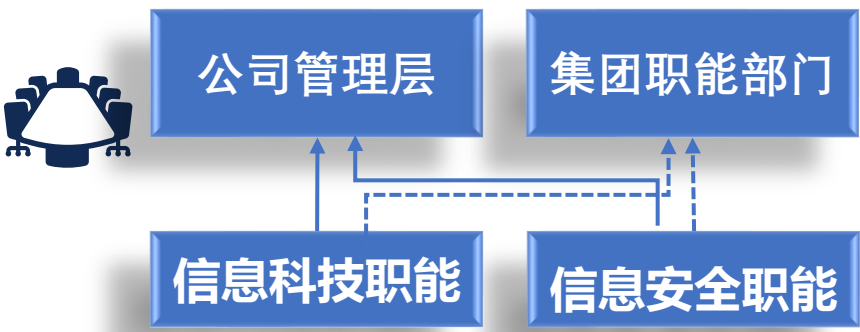 公司管理层
集团职能部门
信息科技职能
信息安全职能